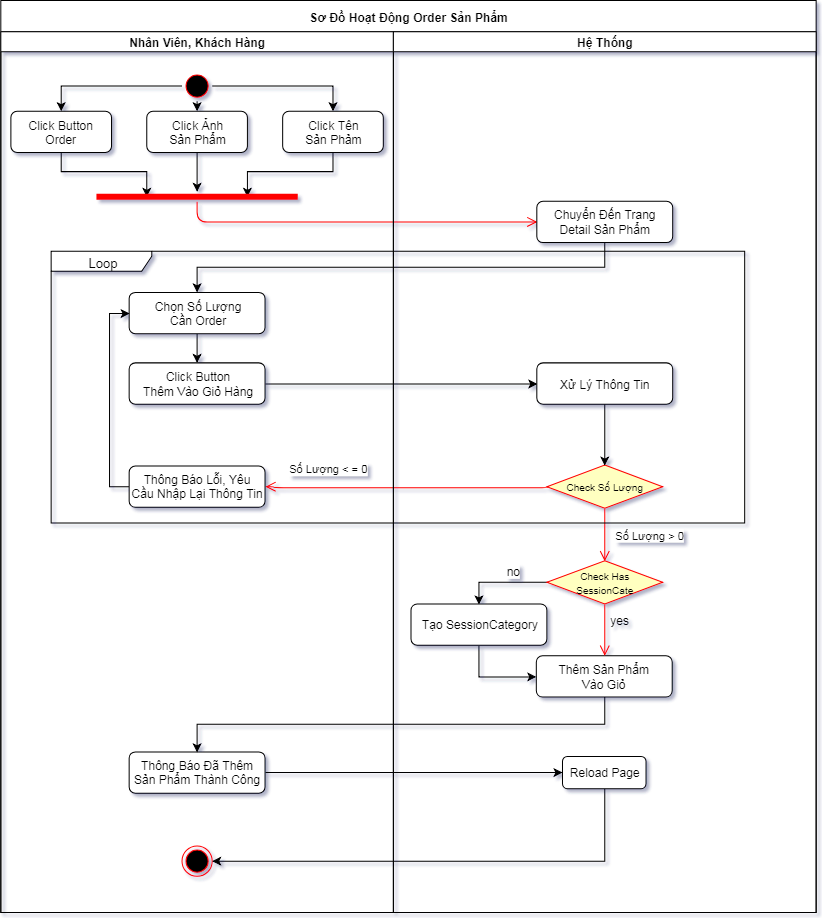 Sơ Đồ Hoạt Động Order Sản Phẩm
Nhân Viên, Khách Hàng
Hệ Thống
Click Button
Order
Click Ảnh
Sản Phẩm
Click Tên
Sản Phẩm
Chuyển Đến Trang
Detail Sản Phẩm
Loop
Chọn Số Lượng
Cần Order
Click Button
Thêm Vào Giỏ Hàng
Xử Lý Thông Tin
Thông Báo Lỗi, Yêu
Cầu Nhập Lại Thông Tin
Số Lượng < = 0
Check Số Lượng
Số Lượng > 0
Check Has
SessionCate
no
yes
Tạo SessionCategory
Thêm Sản Phẩm
Vào Giỏ
Thông Báo Đã Thêm
Sản Phẩm Thành Công
Reload Page